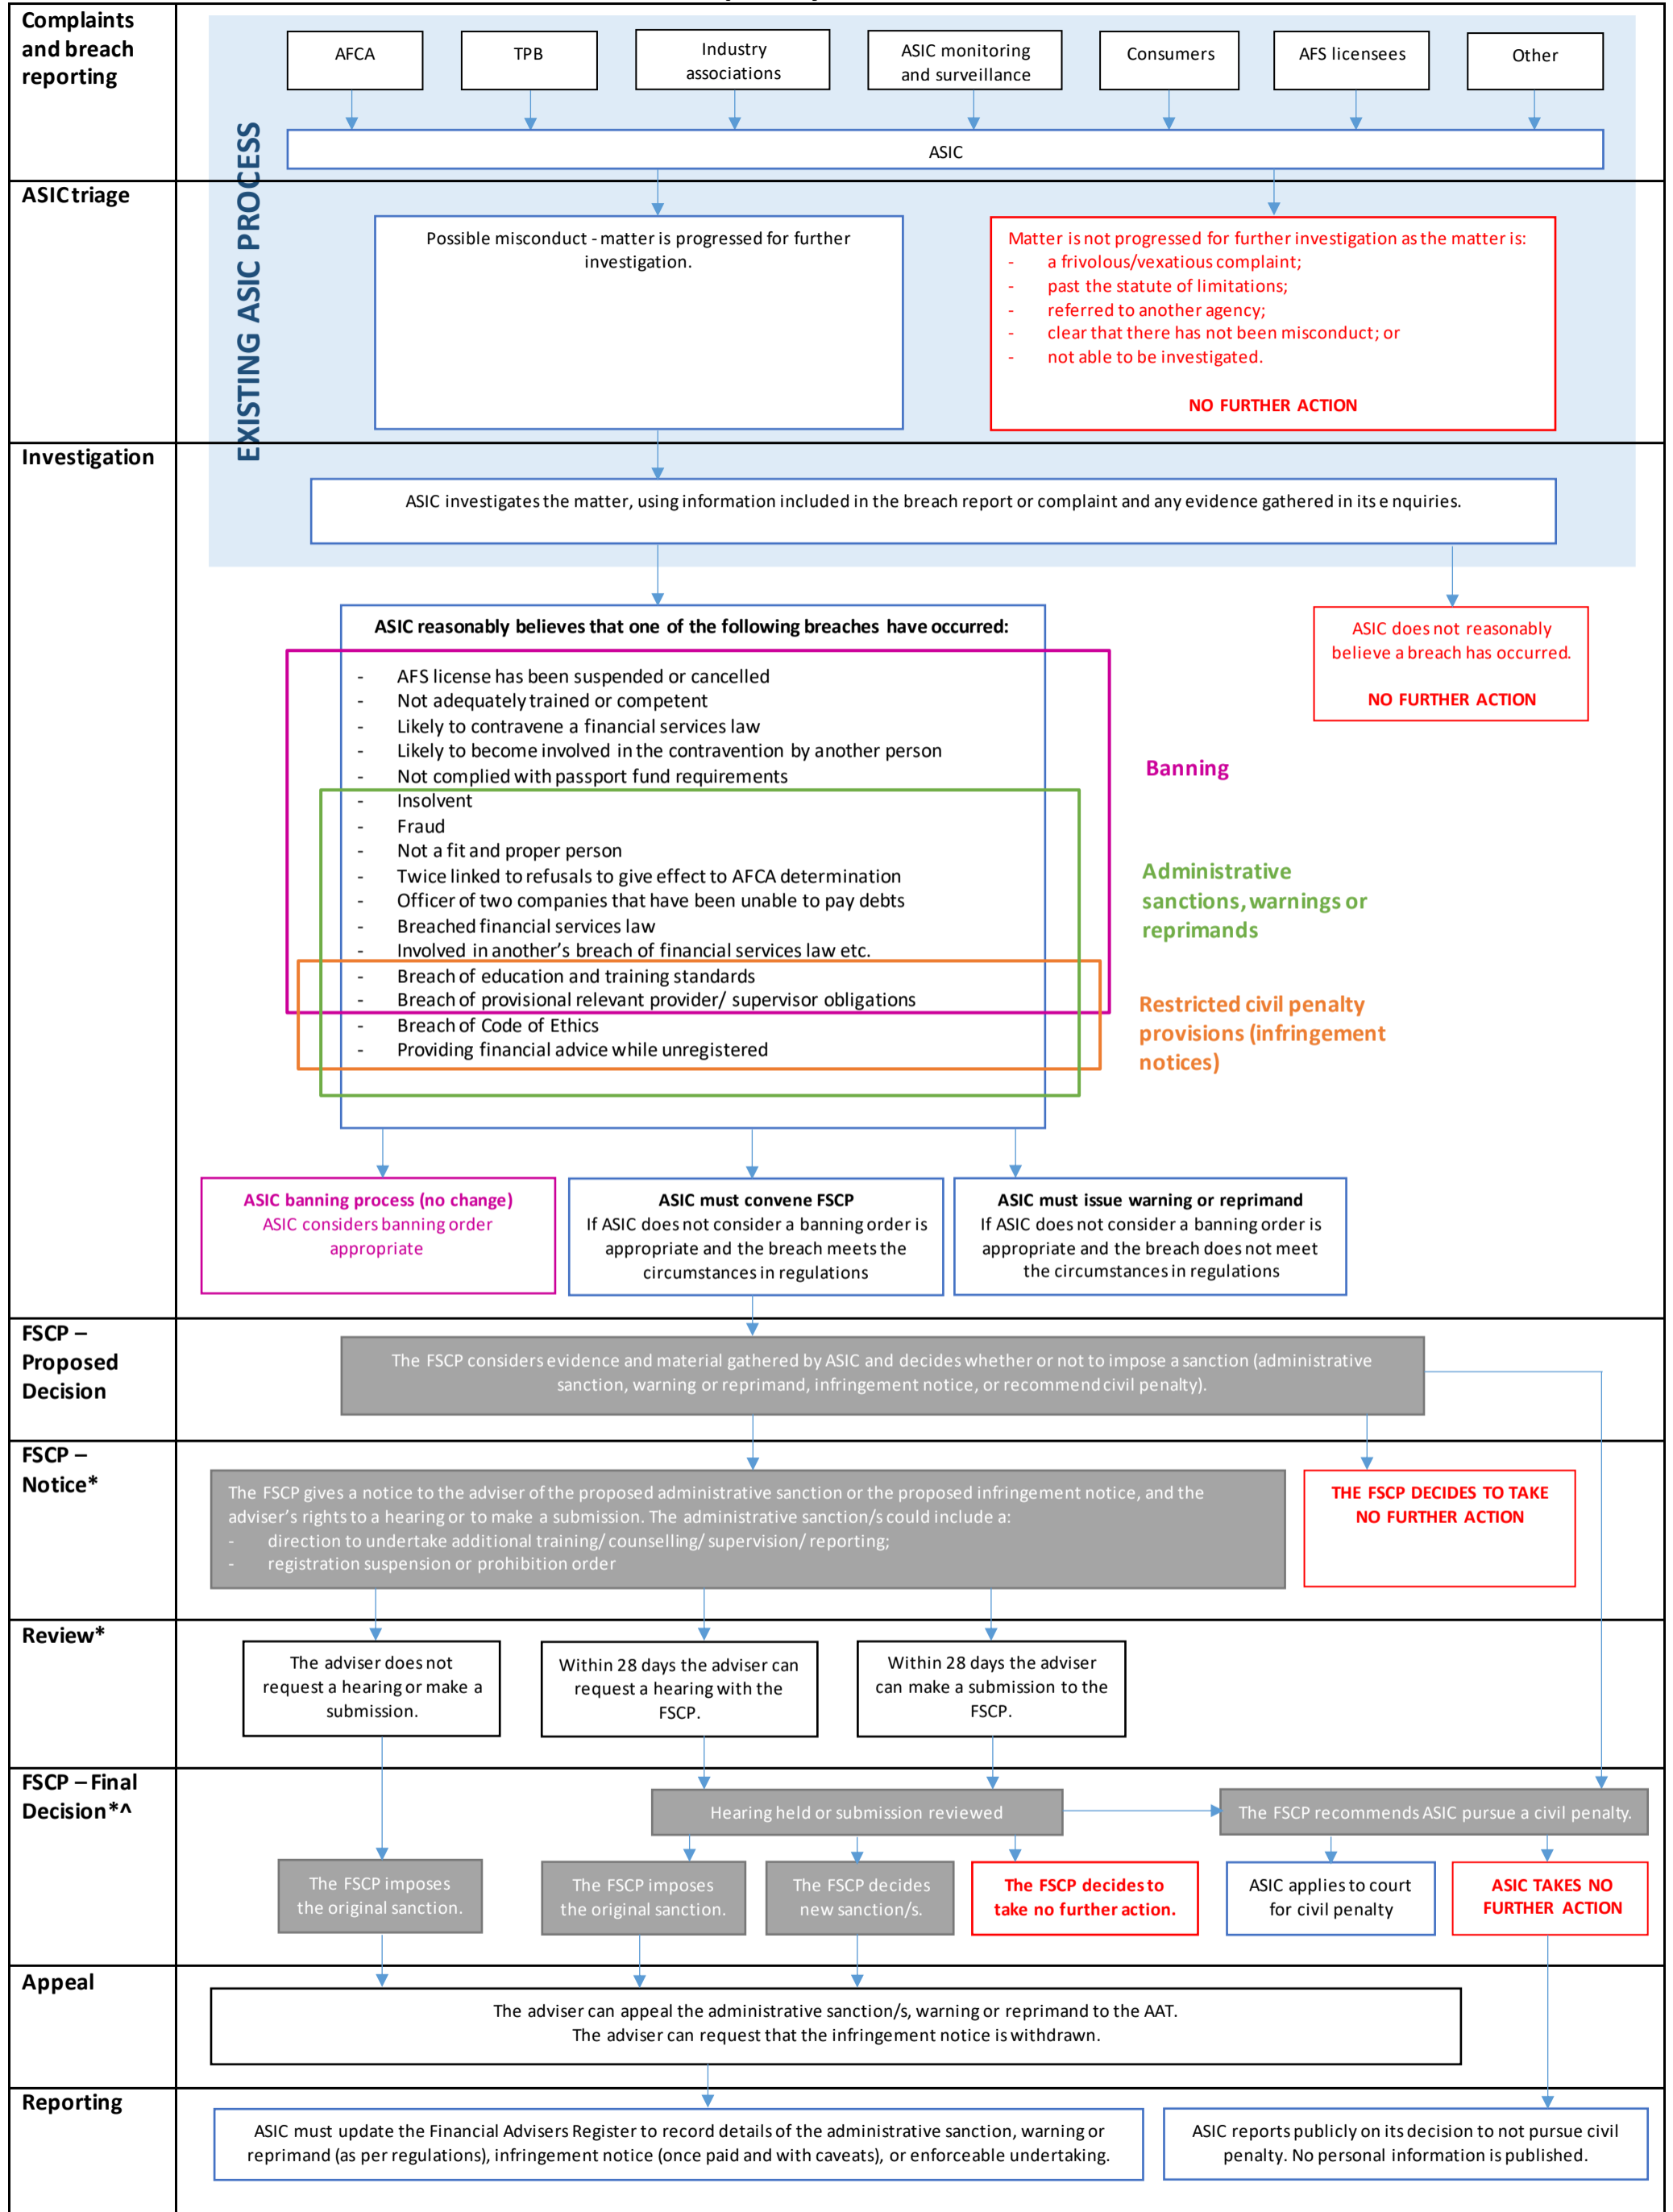 Complaints
and breach
reporting
AFCA
TPB
Industry
associations
ASIC monitoring
and surveillance
Consumers
AFS licensees
Other
ASIC
EXISTING ASIC PROCESS
ASIC triage
Possible misconduct - matter is progressed for further
investigation.
Matter is not progressed for further investigation as the matter is:
- a frivolous/vexatious complaint;
- past the statute of limitations;
- referred to another agency;
- clear that there has not been misconduct; or
- not able to be investigated.
NO FURTHER ACTION
Investigation
ASIC investigates the matter, using information included in the breach report or complaint and any evidence gathered in its e nquiries.
ASIC reasonably believes that one of the following breaches have occurred:
- AFS license has been suspended or cancelled
- Not adequately trained or competent
- Likely to contravene a financial services law
- Likely to become involved in the contravention by another person
- Not complied with passport fund requirements
- Insolvent
- Fraud
- Not a fit and proper person
- Twice linked to refusals to give effect to AFCA determination
- Officer of two companies that have been unable to pay debts
- Breached financial services law
- Involved in another's breach of financial services law etc.
- Breach of education and training standards
- Breach of provisional relevant provider/ supervisor obligations
- Breach of Code of Ethics
- Providing financial advice while unregistered
ASIC does not reasonably
believe a breach has occurred.
NO FURTHER ACTION
Banning
Administrative
sanctions, warnings or
reprimands
Restricted civil penalty
provisions (infringement
notices)
ASIC banning process (no change)
ASIC considers banning order
appropriate
ASIC must convene FSCP
If ASIC does not consider a banning order is
appropriate and the breach meets the
circumstances in regulations
ASIC must issue warning or reprimand
If ASIC does not consider a banning order is
appropriate and the breach does not meet
the circumstances in regulations
FSCP –
Proposed
Decision
The FSCP considers evidence and material gathered by ASIC and decides whether or not to impose a sanction (administrative
sanction, warning or reprimand, infringement notice, or recommend civil penalty).
FSCP –
Notice*
The FSCP gives a notice to the adviser of the proposed administrative sanction or the proposed infringement notice, and the
adviser's rights to a hearing or to make a submission. The administrative sanction/s could include a:
- direction to undertake additional training/ counselling/ supervision/ reporting;
- registration suspension or prohibition order
THE FSCP DECIDES TO TAKE
NO FURTHER ACTION
Review*
The adviser does not
request a hearing or make a
submission.
Within 28 days the adviser can
request a hearing with the
FSCP.
Within 28 days the adviser
can make a submission to the
FSCP.
FSCP – Final
Decision*^
Hearing held or submission reviewed
The FSCP recommends ASIC pursue a civil penalty.
The FSCP imposes
the original sanction.
The FSCP imposes
the original sanction.
The FSCP decides
new sanction/s.
The FSCP decides to
take no further action.
ASIC applies to court
for civil penalty
ASIC TAKES NO
FURTHER ACTION
Appeal
The adviser can appeal the administrative sanction/s, warning or reprimand to the AAT.
The adviser can request that the infringement notice is withdrawn.
Reporting
ASIC must update the Financial Advisers Register to record details of the administrative sanction, warning or
reprimand (as per regulations), infringement notice (once paid and with caveats), or enforceable undertaking.
ASIC reports publicly on its decision to not pursue civil
penalty. No personal information is published.